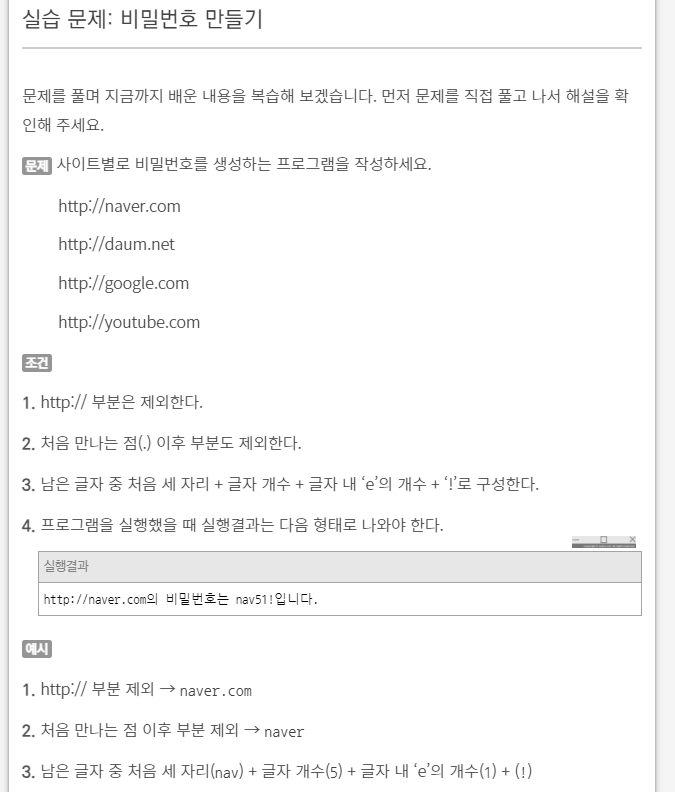 실습 문제: 비밀번호 만들기
문제를 풀며 지금까지 배운 내용을 복습해 보겠습니다. 먼저 문제를 직접 풀고 나서 해설을 확
인해 주세요.
문제 사이트별로 비밀번호를 생성하는 프로그램을 작성하세요.
http://naver.com
http://daum.net
http://google.com
http://youtube.com
조건
1. http:// 부분은 제외한다.
2. 처음 만나는 점(.) 이후 부분도 제외한다.
3. 남은 글자 중 처음 세 자리 + 글자 개수 + 글자 내 ‘e’의 개수 + ‘!’로 구성한다.
4. 프로그램을 실행했을 때 실행결과는 다음 형태로 나와야 한다.
실행결과
http://naver.com의 비밀번호는 nav51!입니다.
예시
1. http:// 부분 제외 → naver.com
2. 처음 만나는 점 이후 부분 제외 → naver
3. 남은 글자 중 처음 세 자리(nav) + 글자 개수(5) + 글자 내 ‘e’의 개수(1) + (!)